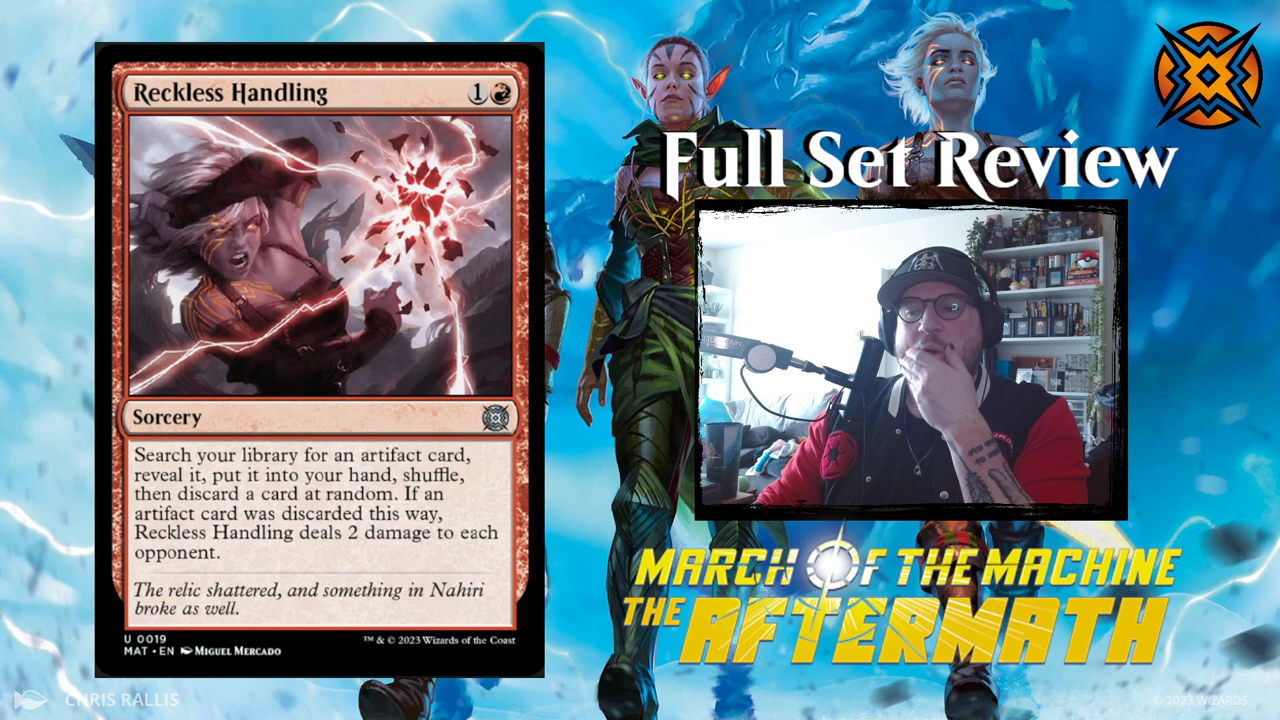 Reckless Handling
1
Sorcery
Search your library for an artifact card,
reveal it, put it into your hand, shuffle,
then discard a card at random. If an
artifact card was discarded this way,
Reckless Handling deals 2 damage to each
opponent.
The relic shattered, and something in Nahiri
broke as well.
U 0019
MAT • EN MIGUEL MERCADO
™ & © 2023 Wizards of the Coast
Full Set Review
MARCH OF THE MACHINE
THE AFTERMATH
CHRIS RALLIS
© 2023 WIZARDS